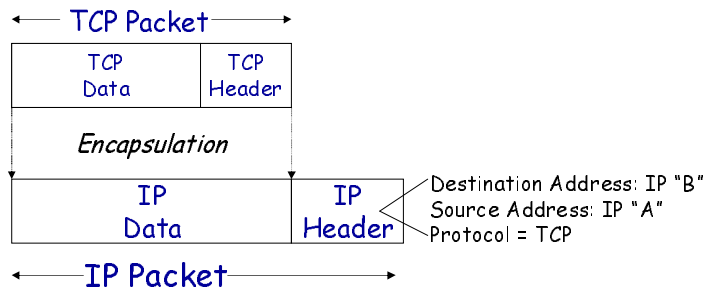 TCP Packet
TCP
Data
TCP
Header
Encapsulation
IP
Data
IP
Header
Destination Address: IP “B”
Source Address: IP “A”
Protocol = TCP
IP Packet